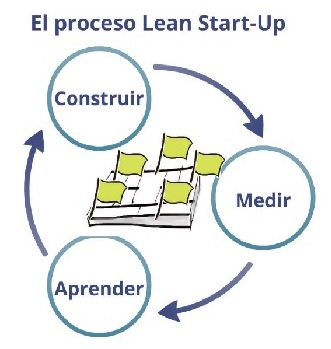 El proceso Lean Start-Up
Construir
Medir
Aprender